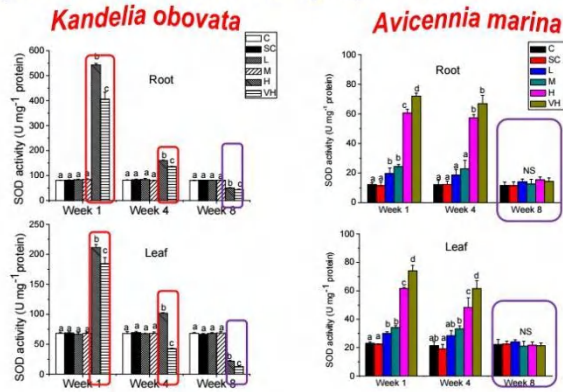 Kandelia obovata
C
SC
L
M
H
VH
Root
SOD activity (U mg⁻¹ protein)
600
500
400
300
200
100
0
a a a a b c
a a a a b c
a a a a b c
Week 1 Week 4 Week 8
Leaf
SOD activity (U mg⁻¹ protein)
250
200
150
100
50
0
a a a a b c
a a a a b c
a a a a b c
Week 1 Week 4 Week 8
Avicennia marina
C
SC
L
M
H
VH
Root
SOD activity (U mg⁻¹ protein)
100
80
60
40
20
0
a a b b c d
a a b b c d
NS
Week 1 Week 4 Week 8
Leaf
SOD activity (U mg⁻¹ protein)
100
80
60
40
20
0
a a b b c d
ab b c d
NS
Week 1 Week 4 Week 8